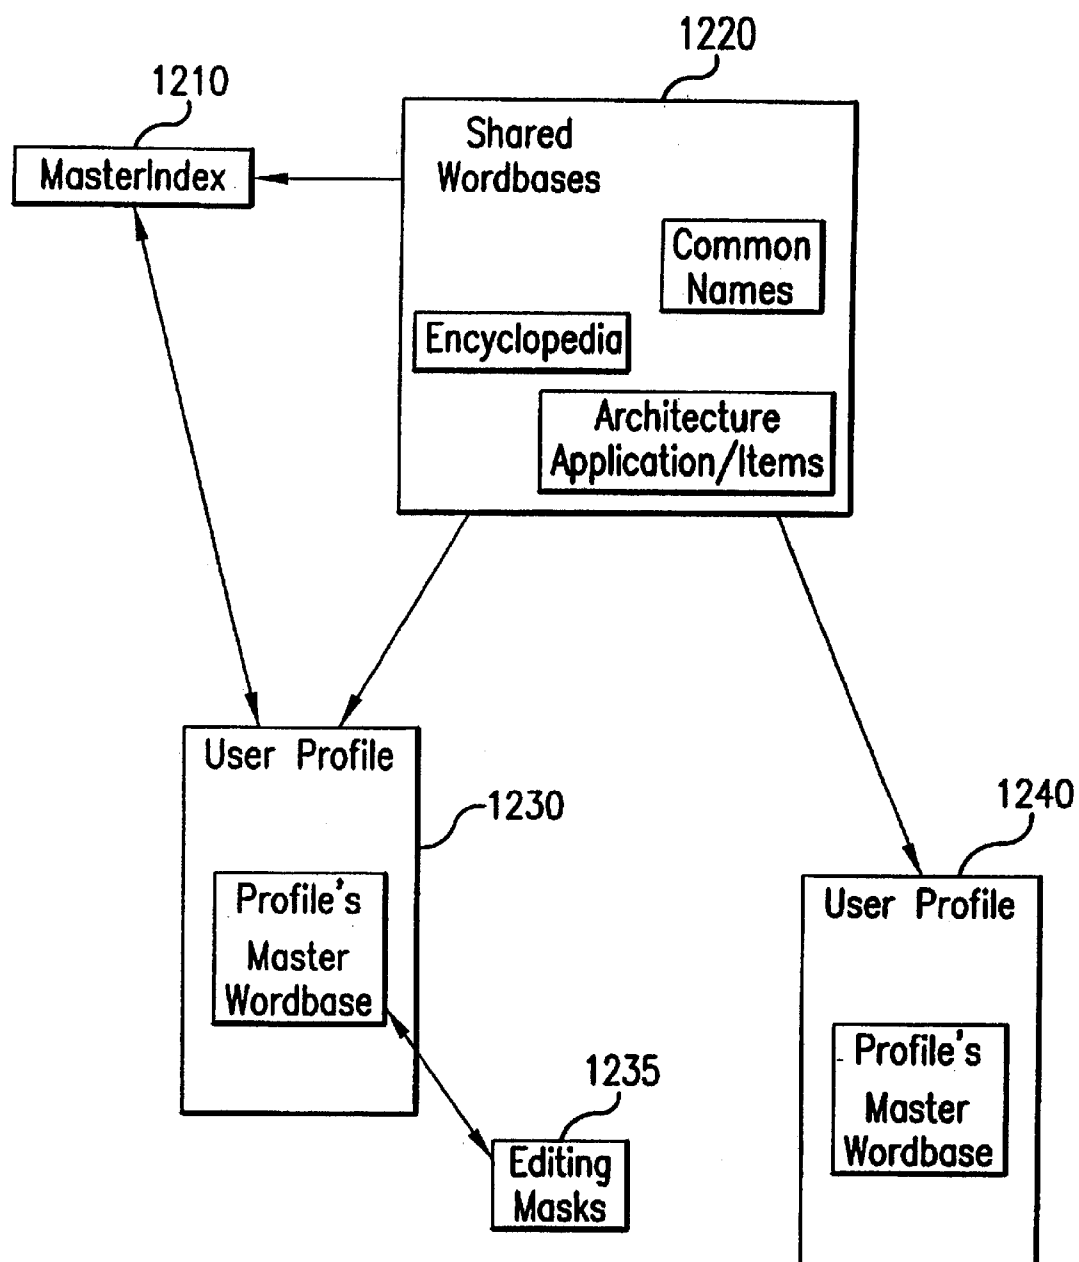 1220
1210
Shared
Wordbases
MasterIndex
Common
Names
Encyclopedia
Architecture
Application/Items
User Profile
1230
Profile's
Master
Wordbase
1240
User Profile
1235
Editing
Masks
Profile's
Master
Wordbase